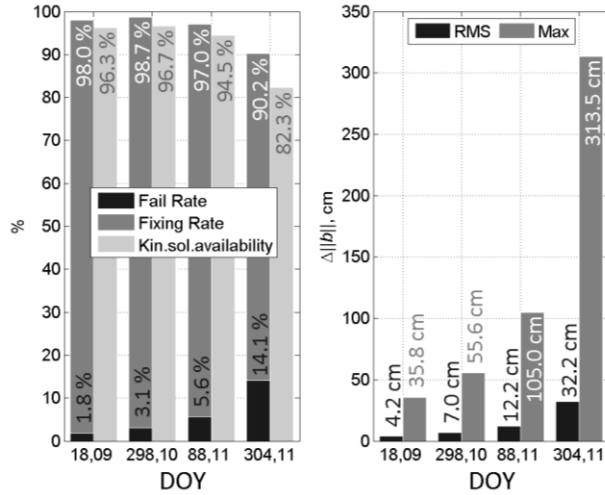 100
90
80
70
60
50
40
30
20
10
0
%
98.0 %
96.3 %
98.7 %
96.7 %
97.0 %
94.5 %
90.2 %
82.3 %
Fail Rate
Fixing Rate
Kin.sol.availability
1.8 %
3.1 %
5.6 %
14.1 %
18,09
298,10
88,11
304,11
DOY
350
300
250
200
150
100
50
0
Δ||b||, cm
RMS
Max
4.2 cm
35.8 cm
7.0 cm
55.6 cm
12.2 cm
105.0 cm
32.2 cm
313.5 cm
18,09
298,10
88,11
304,11
DOY